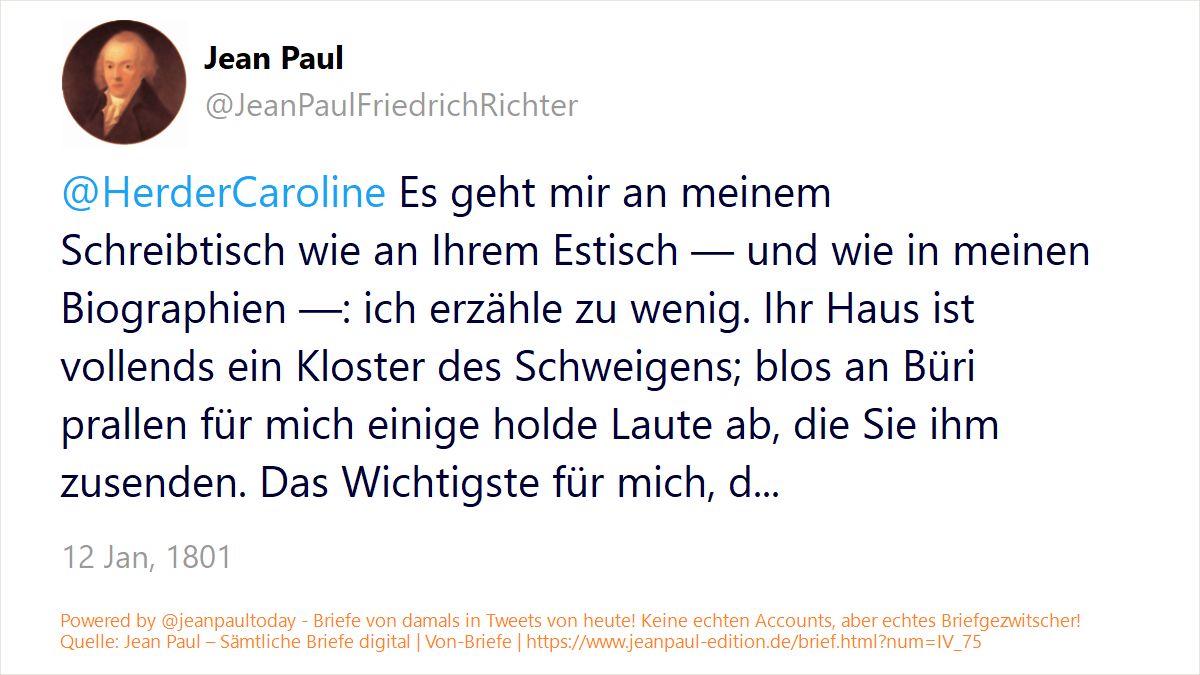 Jean Paul
@JeanPaulFriedrichRichter
@HerderCaroline Es geht mir an meinem
Schreibtisch wie an Ihrem Estisch — und wie in meinen
Biographien —: ich erzähle zu wenig. Ihr Haus ist
vollends ein Kloster des Schweigens; blos an Büri
prallen für mich einige holde Laute ab, die Sie ihm
zusenden. Das Wichtigste für mich, d...
12 Jan, 1801
Powered by @jeanpaultoday - Briefe von damals in Tweets von heute! Keine echten Accounts, aber echtes Briefgezwitscher!
Quelle: Jean Paul – Sämtliche Briefe digital | Von-Briefe | https://www.jeanpaul-edition.de/brief.html?num=IV_75